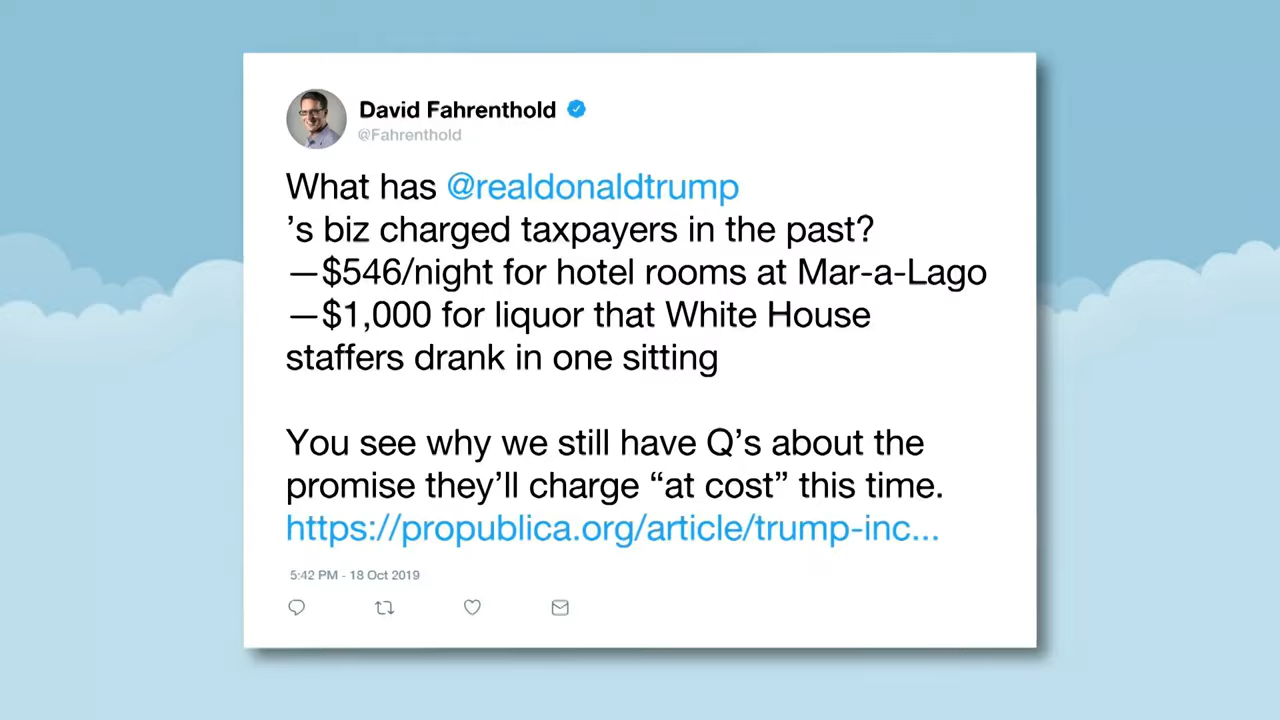 David Fahrenthold
@Fahrenthold
What has @realdonaldtrump
’s biz charged taxpayers in the past?
—$546/night for hotel rooms at Mar-a-Lago
—$1,000 for liquor that White House
staffers drank in one sitting
You see why we still have Q’s about the
promise they’ll charge “at cost” this time.
https://propublica.org/article/trump-inc...
5:42 PM - 18 Oct 2019